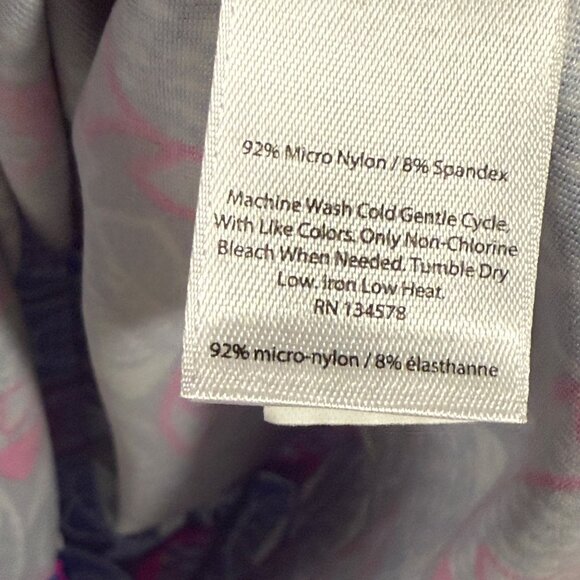 92% Micro Nylon / 8% Spandex
Machine Wash Cold Gentle Cycle,
With Like Colors. Only Non-Chlorine
Bleach When Needed. Tumble Dry
Low. Iron Low Heat.
RN 134578
92% micro-nylon / 8% élasthanne